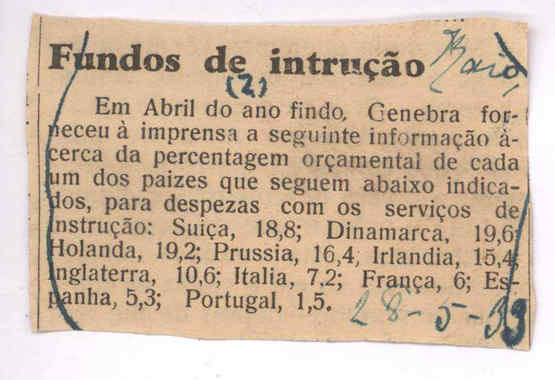 Fundos de intrução
Maio,
(2)
Em Abril do ano findo, Genebra for-
neceu à imprensa a seguinte informação à-
cerca da percentagem orçamental de cada
um dos paizes que seguem abaixo indica-
dos, para despezas com os serviços de
instrução: Suiça, 18,8; Dinamarca, 19,6;
Holanda, 19,2; Prussia, 16,4; Irlandia, 15,4;
Inglaterra, 10,6; Italia, 7,2; França, 6; Es-
panha, 5,3; Portugal, 1,5.
28-5-33